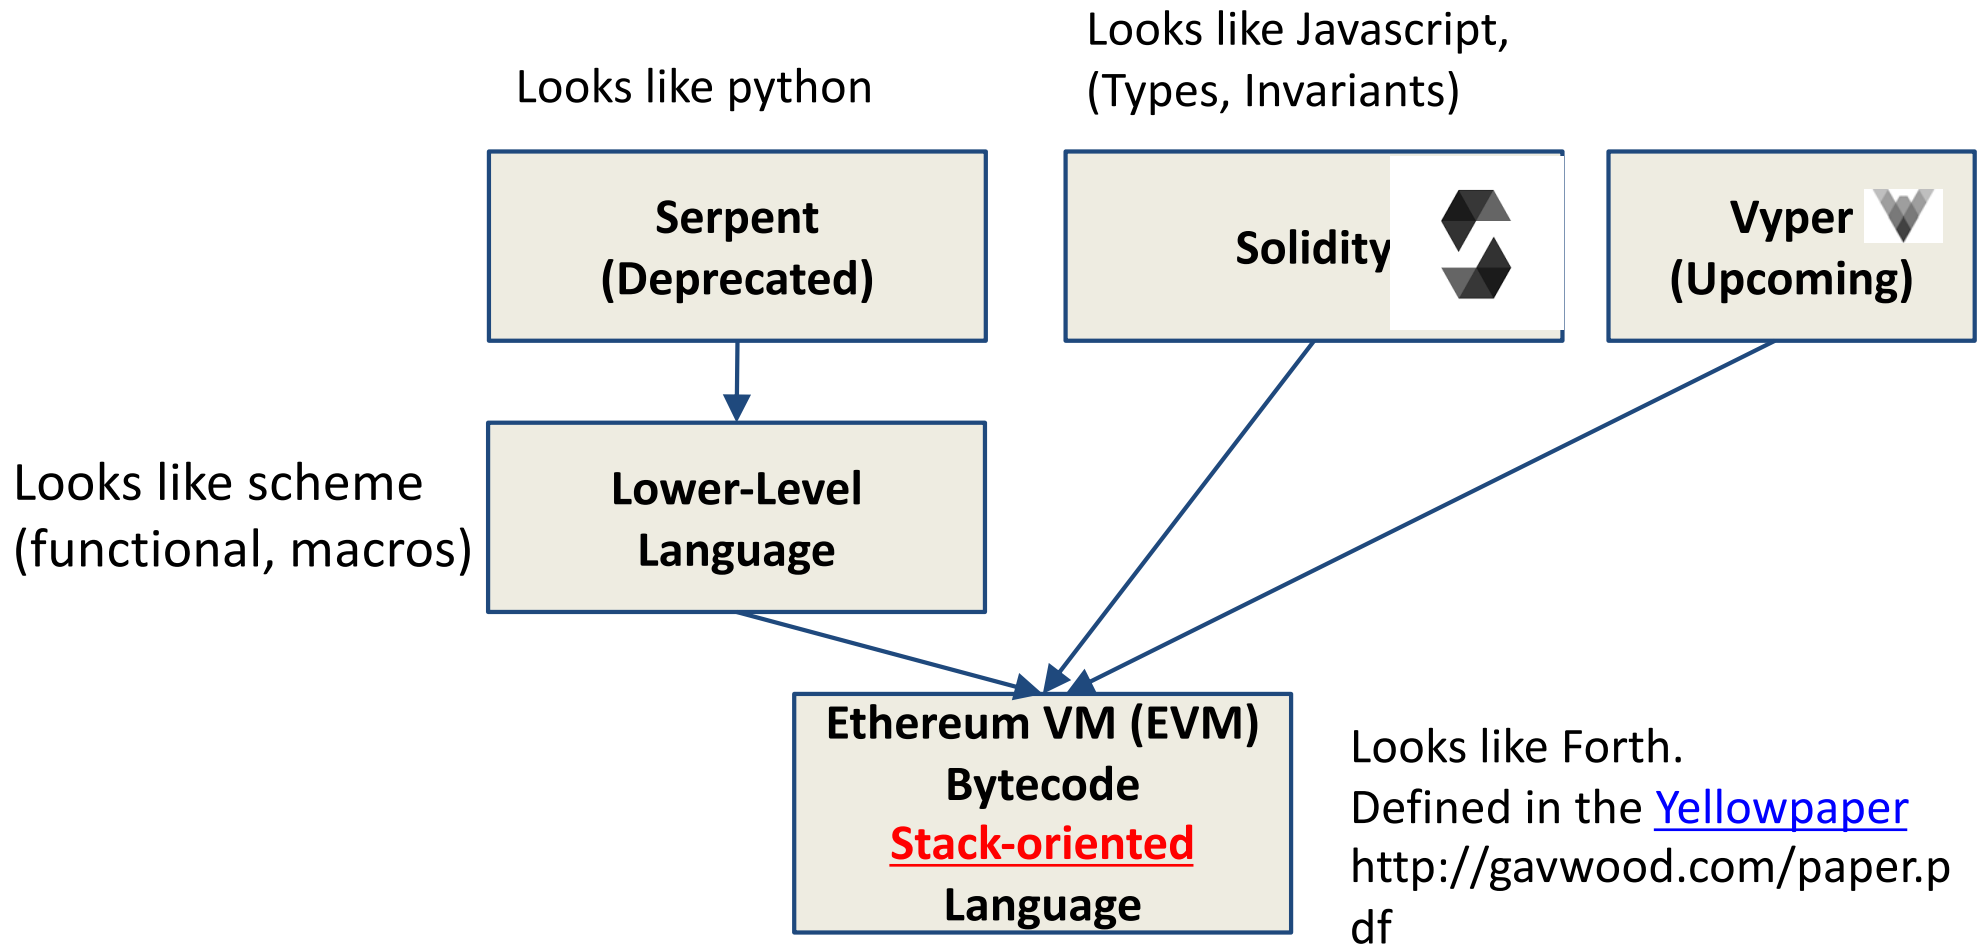 Looks like python
Looks like Javascript,
(Types, Invariants)
Serpent
(Deprecated)
Solidity
Vyper
(Upcoming)
Looks like scheme
(functional, macros)
Lower-Level
Language
Ethereum VM (EVM)
Bytecode
Stack-oriented
Language
Looks like Forth.
Defined in the Yellowpaper
http://gavwood.com/paper.p
df